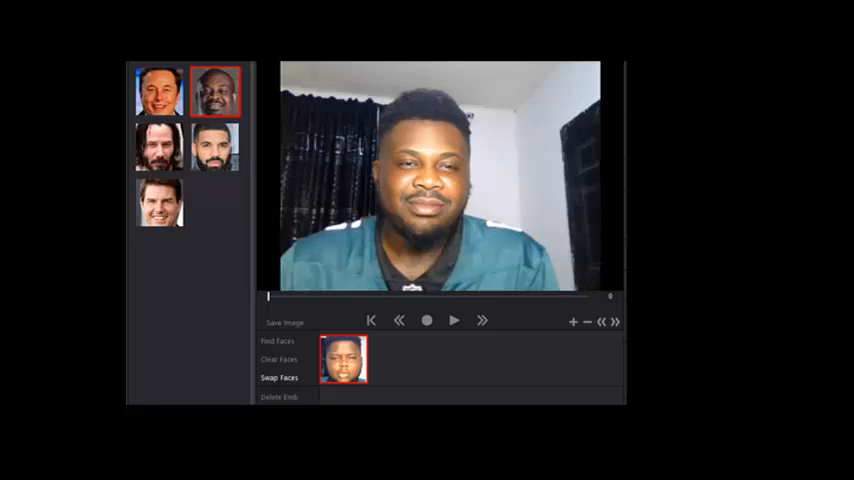 0
Save Image
Find Faces
Clear Faces
Swap Faces
Delete Emb